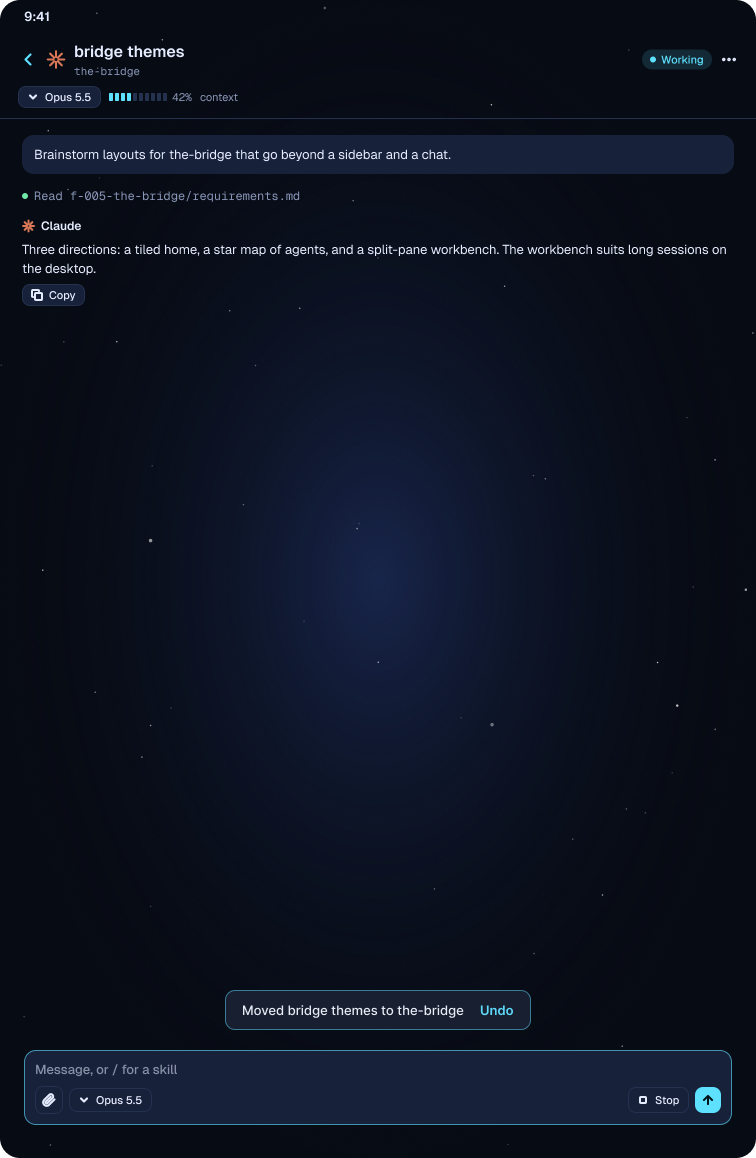 9:41
bridge themes
the-bridge
Working
Opus 5.5
42% context
Brainstorm layouts for the-bridge that go beyond a sidebar and a chat.
Read f-005-the-bridge/requirements.md
Claude
Three directions: a tiled home, a star map of agents, and a split-pane workbench. The workbench suits long sessions on
the desktop.
Copy
Moved bridge themes to the-bridge Undo
Message, or / for a skill
Opus 5.5
Stop